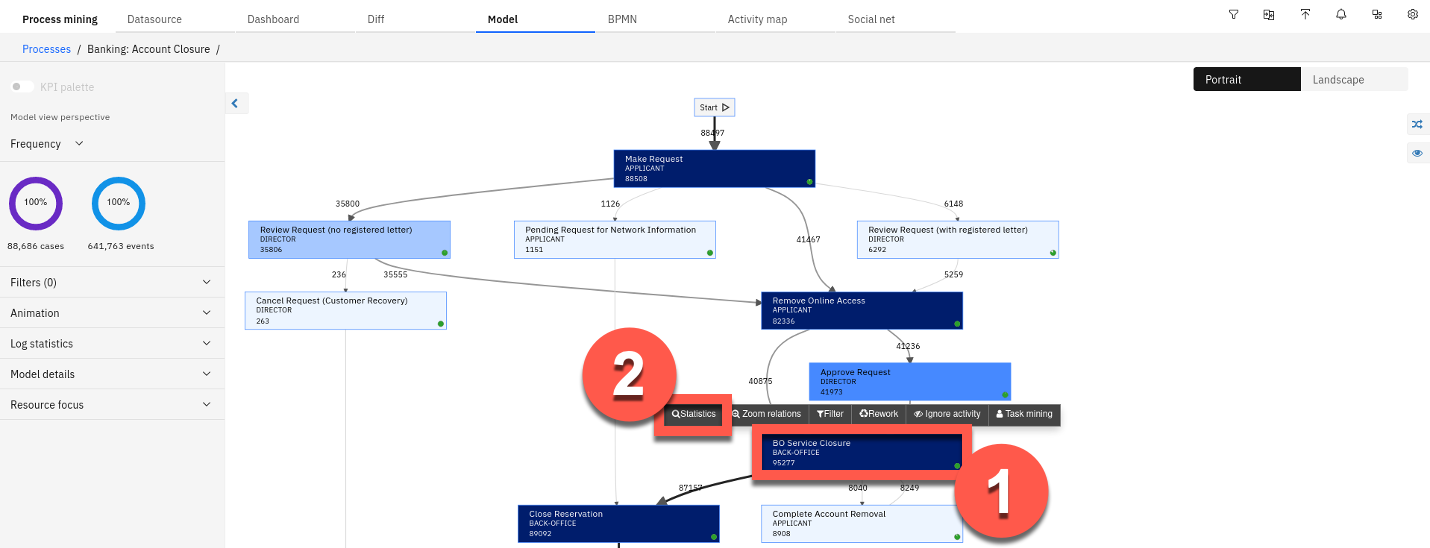 Process mining
Datasource
Dashboard
Diff
Model
BPMN
Activity map
Social net
Processes / Banking: Account Closure /
KPI palette
Portrait
Landscape
Model view perspective
Frequency
100%
100%
88,686 cases
641,763 events
Filters (0)
Animation
Log statistics
Model details
Resource focus
Start
88497
Make Request
APPLICANT
88508
35800
1126
41467
6148
Review Request (no registered letter)
DIRECTOR
35806
Pending Request for Network Information
APPLICANT
1151
Review Request (with registered letter)
DIRECTOR
6292
236
35555
5259
Cancel Request (Customer Recovery)
DIRECTOR
263
Remove Online Access
APPLICANT
82336
41236
40875
Approve Request
DIRECTOR
41973
2
Statistics
Zoom relations
Filter
Rework
Ignore activity
Task mining
BO Service Closure
BACK-OFFICE
95277
1
87157
8040
8249
Close Reservation
BACK-OFFICE
89092
Complete Account Removal
APPLICANT
8908